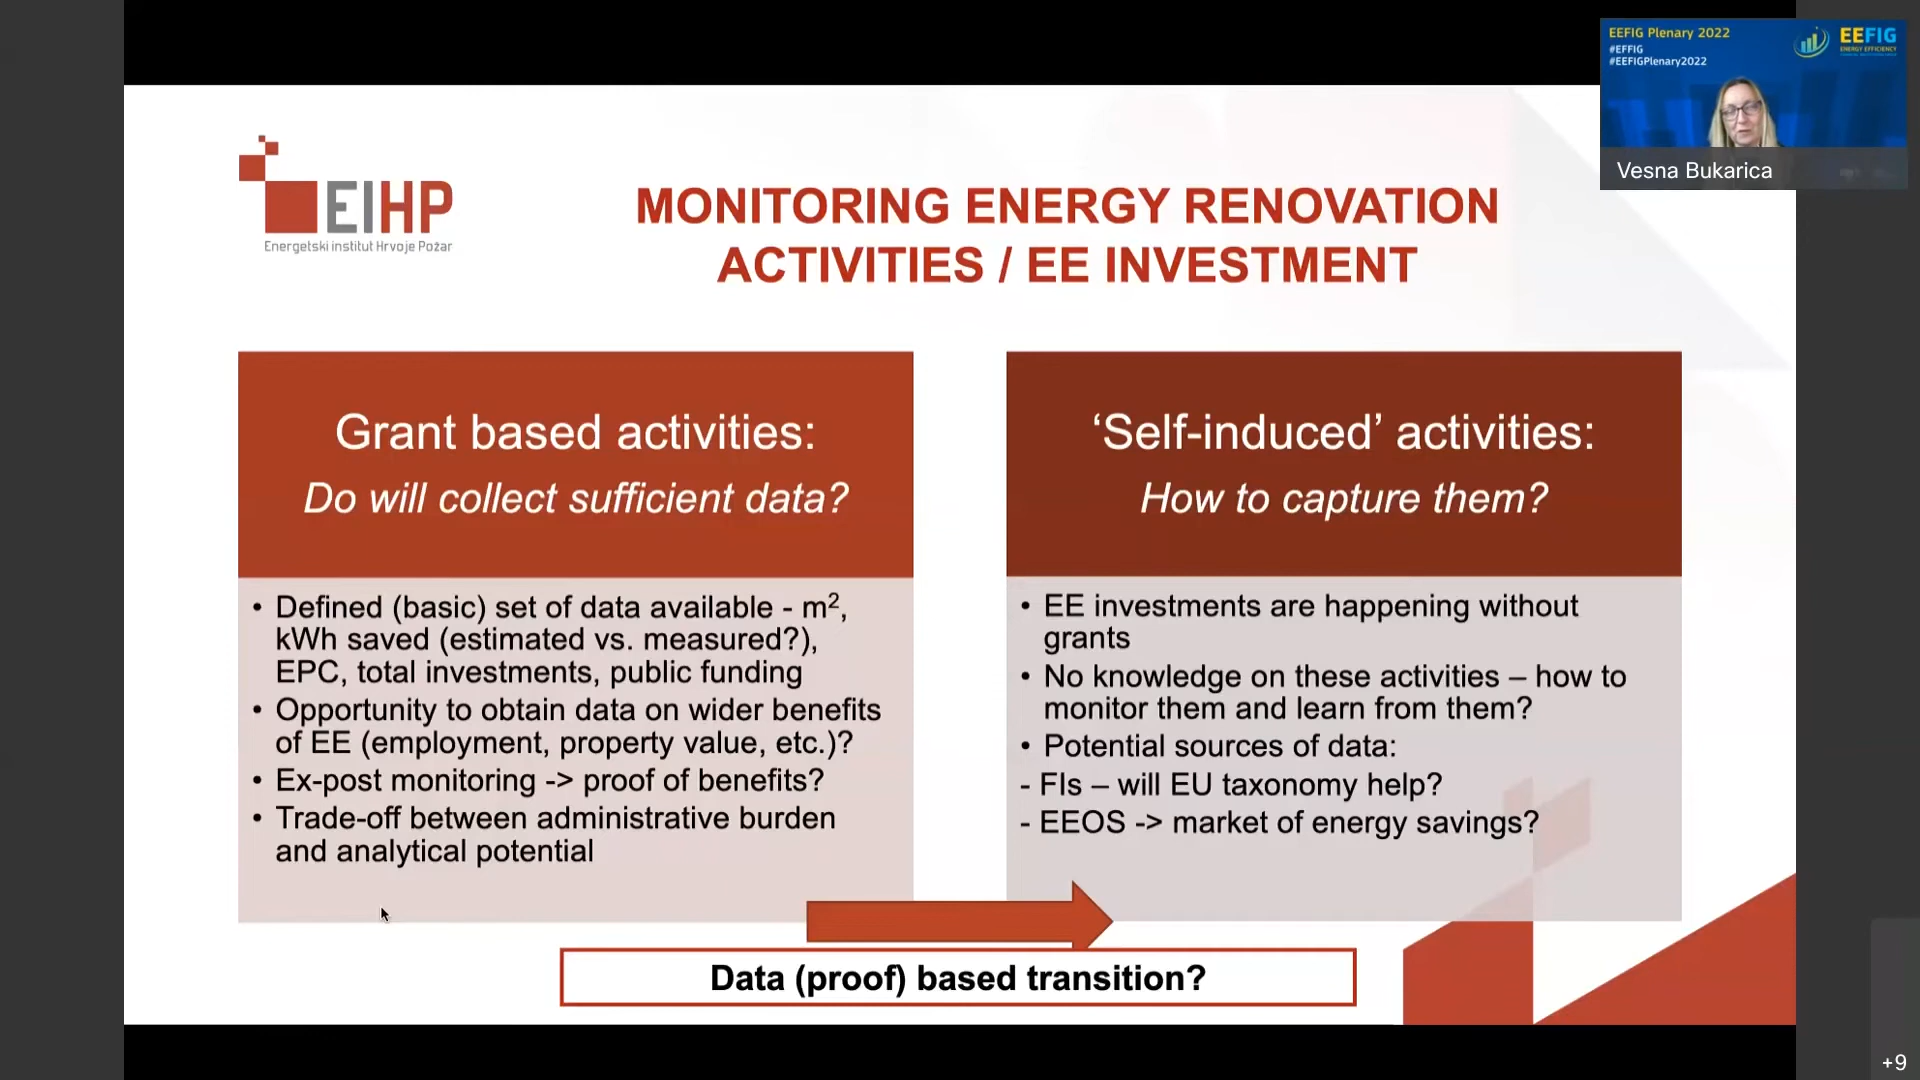 EEFIG Plenary 2022
#EFFIG
#EEFIGPlenary2022
EEFIG
ENERGY EFFICIENCY
Vesna Bukarica
EIHP
Energetski institut Hrvoje Požar
MONITORING ENERGY RENOVATION
ACTIVITIES / EE INVESTMENT
Grant based activities:
Do will collect sufficient data?
• Defined (basic) set of data available - m²,
kWh saved (estimated vs. measured?),
EPC, total investments, public funding
• Opportunity to obtain data on wider benefits
of EE (employment, property value, etc.)?
• Ex-post monitoring -> proof of benefits?
• Trade-off between administrative burden
and analytical potential
‘Self-induced’ activities:
How to capture them?
• EE investments are happening without
grants
• No knowledge on these activities – how to
monitor them and learn from them?
• Potential sources of data:
- FIs – will EU taxonomy help?
- EEOS -> market of energy savings?
Data (proof) based transition?
+9